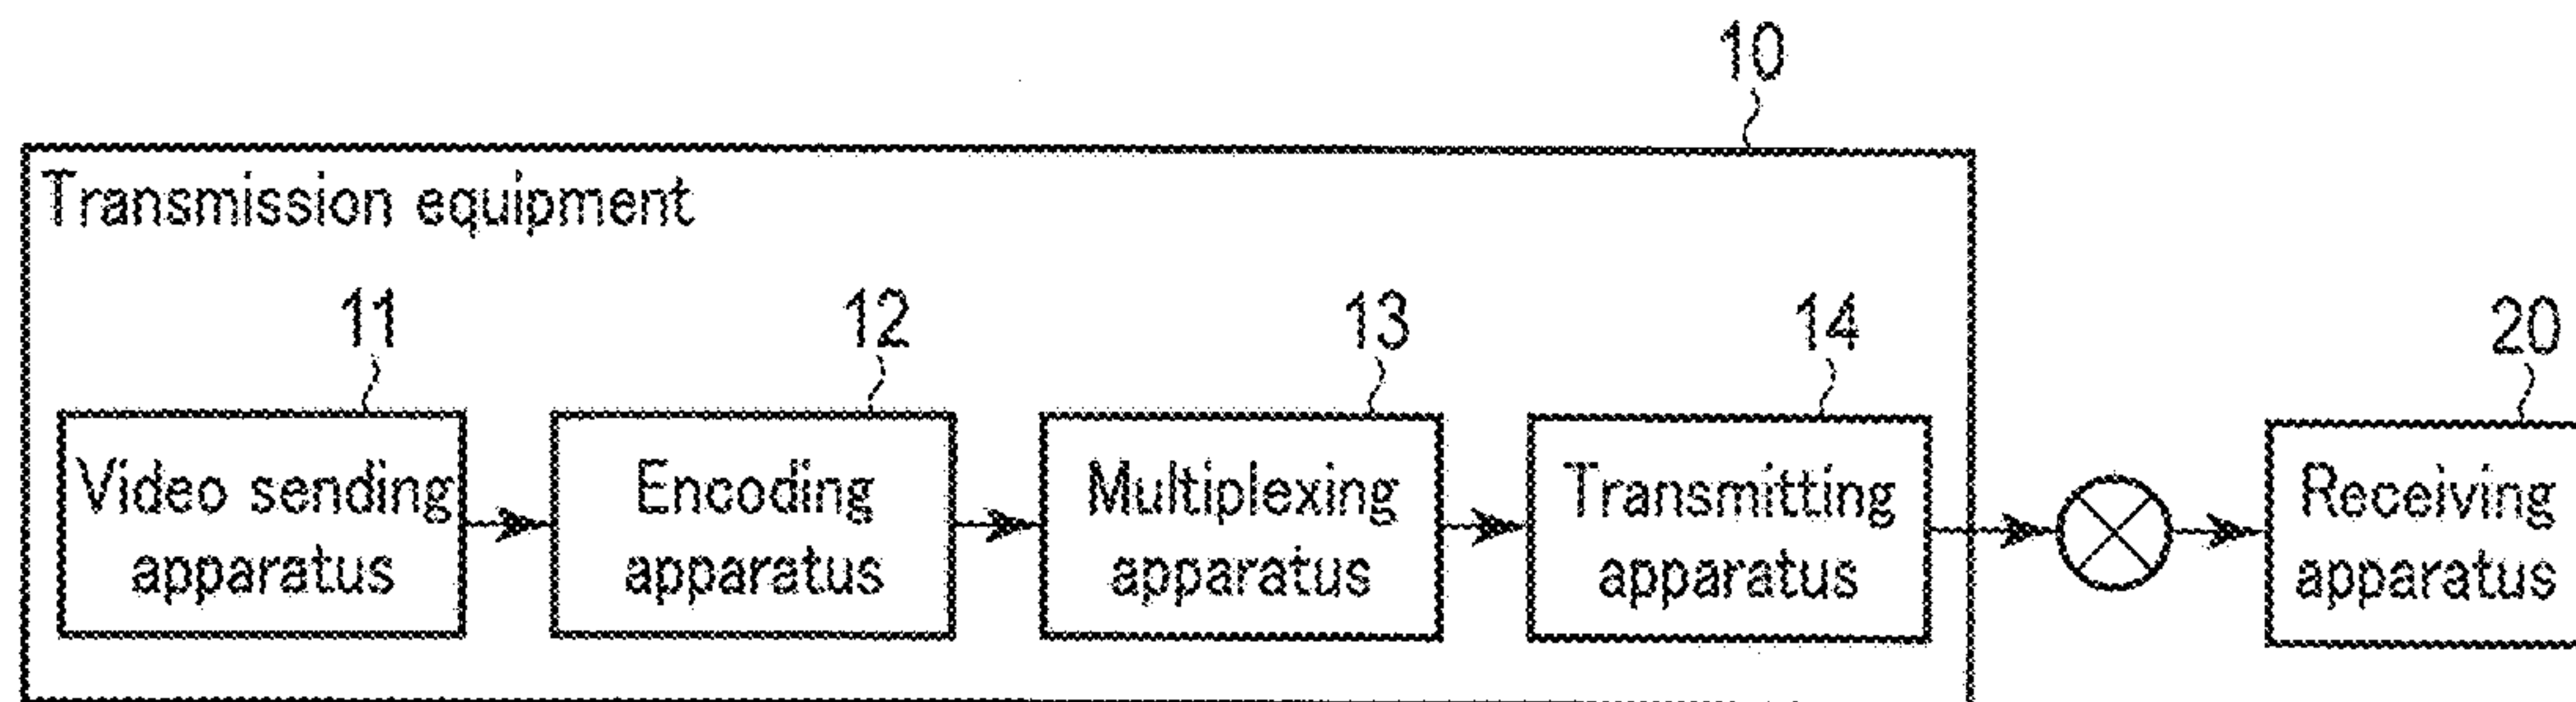 10
Transmission equipment
11
12
13
14
20
Video sending
apparatus
Encoding
apparatus
Multiplexing
apparatus
Transmitting
apparatus
Receiving
apparatus